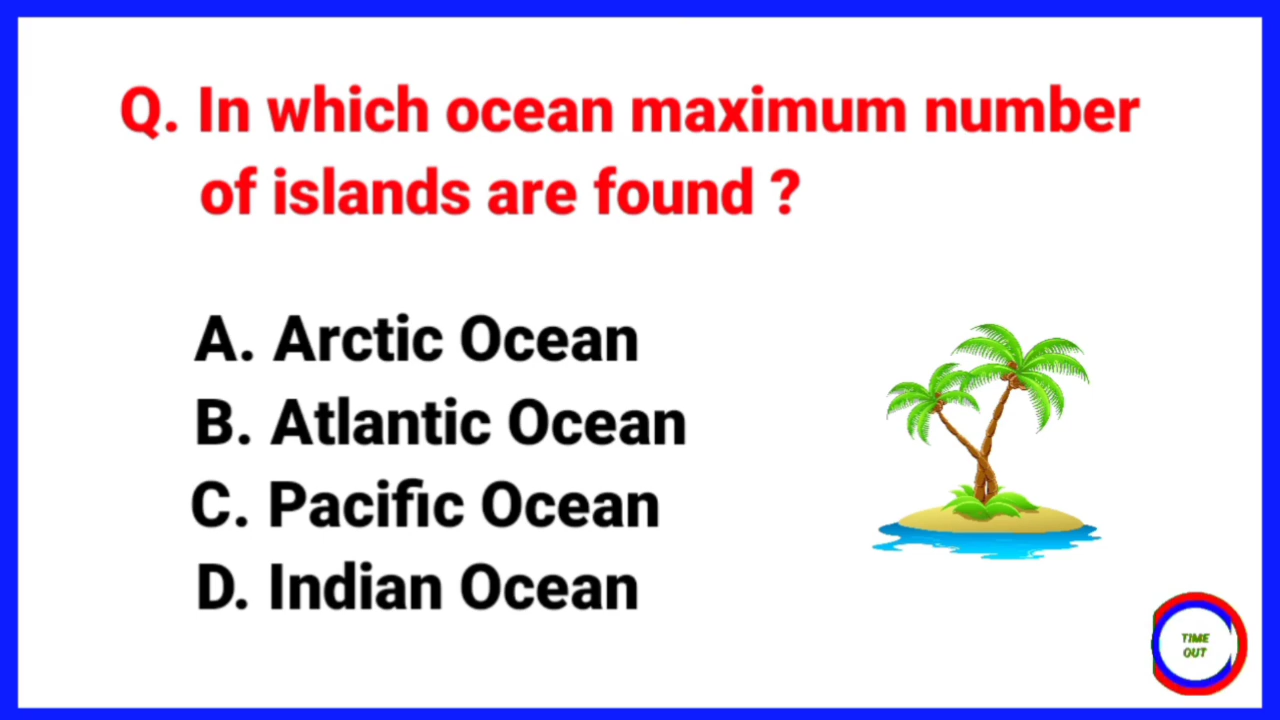 Q. In which ocean maximum number
of islands are found ?
A. Arctic Ocean
B. Atlantic Ocean
C. Pacific Ocean
D. Indian Ocean
TIME
OUT